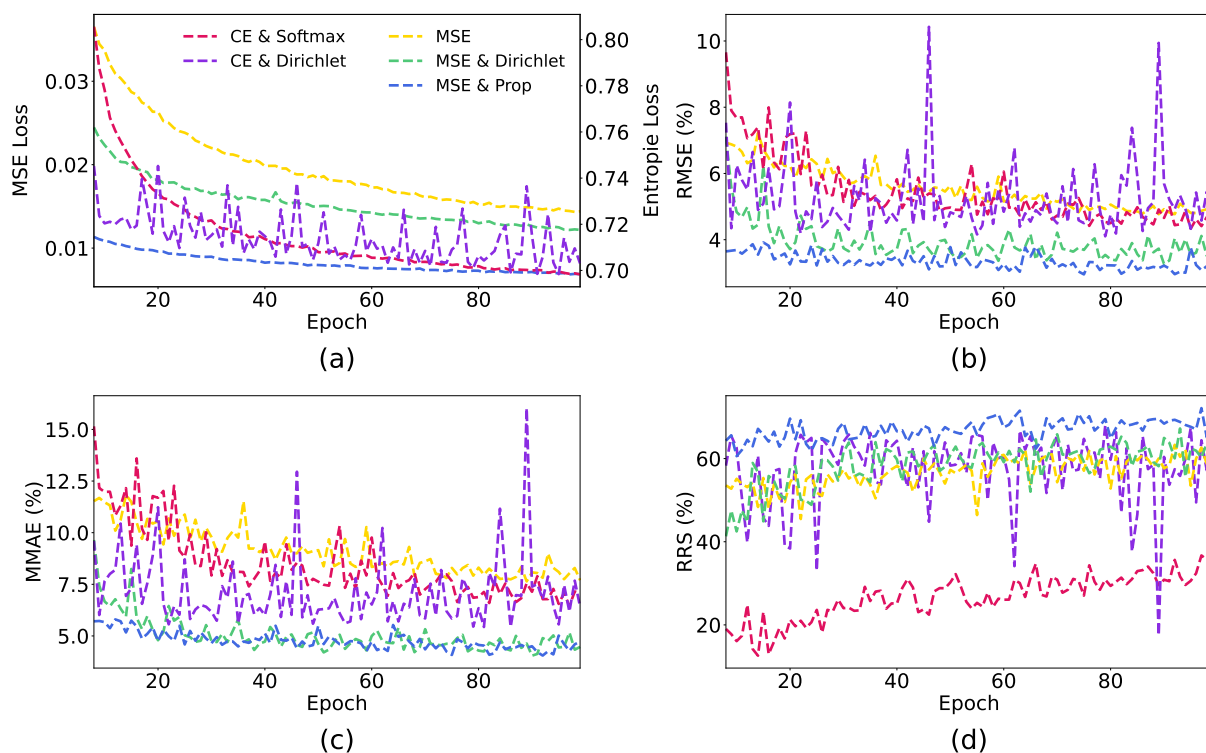 CE & Softmax
CE & Dirichlet
MSE
MSE & Dirichlet
MSE & Prop
MSE Loss
0.03
0.02
0.01
Entropie Loss
0.80
0.78
0.76
0.74
0.72
0.70
20 40 60 80
Epoch
(a)
RMSE (%)
10
8
6
4
20 40 60 80
Epoch
(b)
MMAE (%)
15.0
12.5
10.0
7.5
5.0
20 40 60 80
Epoch
(c)
RRS (%)
60
40
20
20 40 60 80
Epoch
(d)